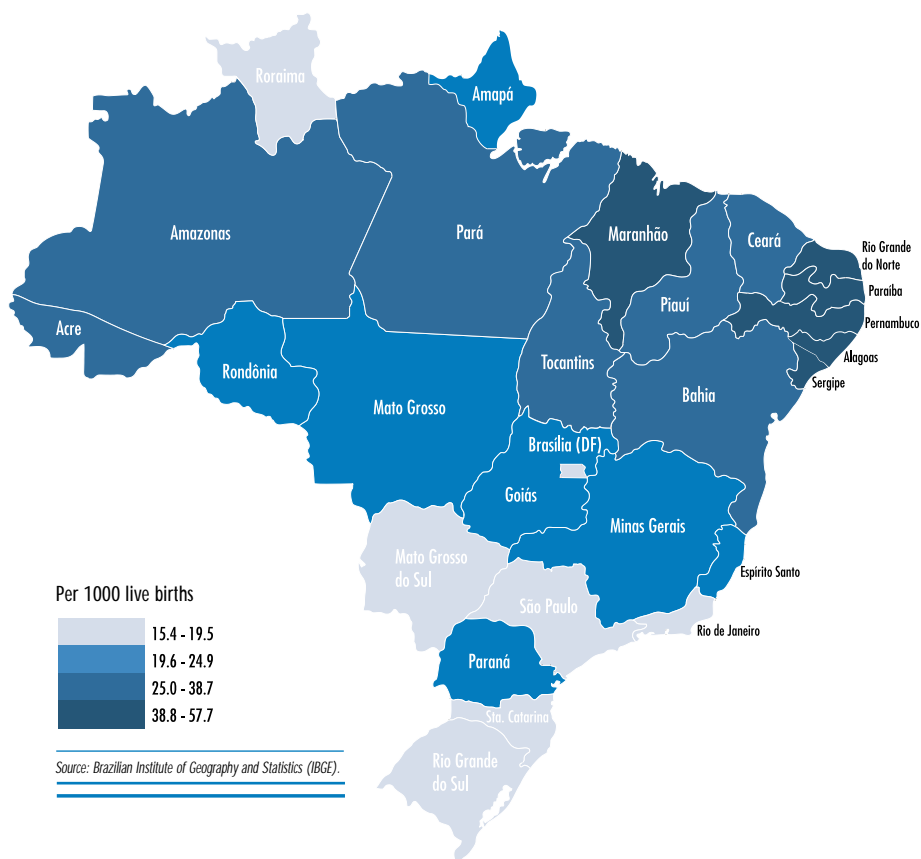 Roraima
Amapá
Amazonas
Pará
Maranhão
Ceará
Rio Grande
do Norte
Paraíba
Piauí
Pernambuco
Acre
Alagoas
Tocantins
Rondônia
Sergipe
Bahia
Mato Grosso
Brasília (DF)
Goiás
Minas Gerais
Mato Grosso
do Sul
Espírito Santo
São Paulo
Rio de Janeiro
Paraná
Sta. Catarina
Rio Grande
do Sul
Per 1000 live births
15.4 - 19.5
19.6 - 24.9
25.0 - 38.7
38.8 - 57.7
Source: Brazilian Institute of Geography and Statistics (IBGE).